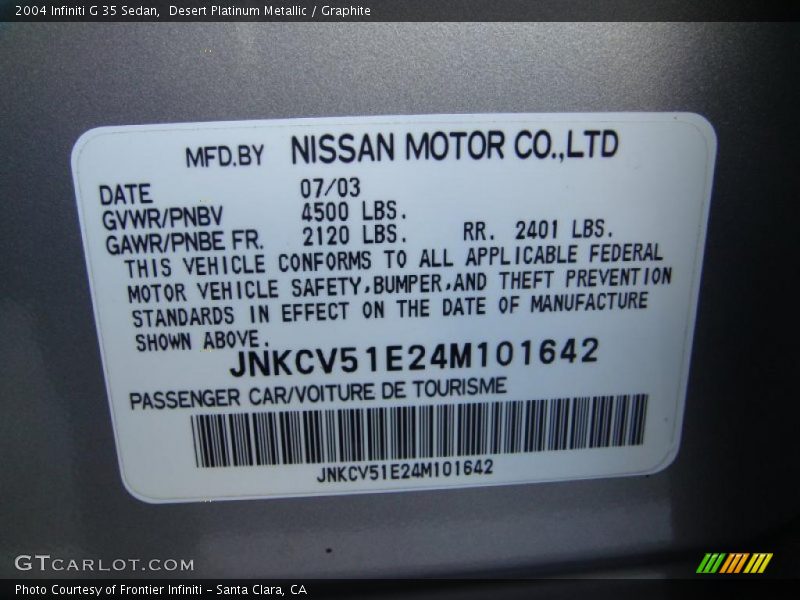 2004 Infiniti G 35 Sedan,  Desert Platinum Metallic / Graphite
MFD.BY NISSAN MOTOR CO.,LTD
DATE 07/03
GVWR/PNBV 4500 LBS.
GAWR/PNBE FR. 2120 LBS. RR. 2401 LBS.
THIS VEHICLE CONFORMS TO ALL APPLICABLE FEDERAL
MOTOR VEHICLE SAFETY,BUMPER,AND THEFT PREVENTION
STANDARDS IN EFFECT ON THE DATE OF MANUFACTURE
SHOWN ABOVE.
JNKCV51E24M101642
PASSENGER CAR/VOITURE DE TOURISME
JNKCV51E24M101642
GTCARLOT.COM
Photo Courtesy of Frontier Infiniti - Santa Clara, CA